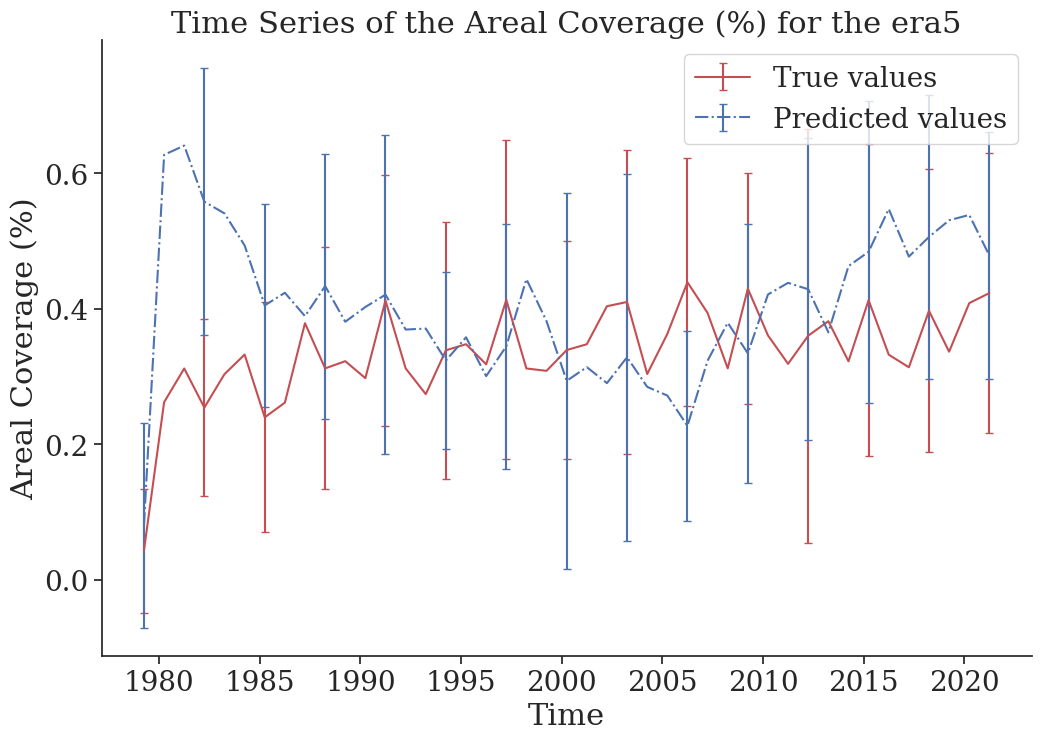 Time Series of the Areal Coverage (%) for the era5
True values
Predicted values
Areal Coverage (%)
0.6
0.4
0.2
0.0
1980 1985 1990 1995 2000 2005 2010 2015 2020
Time